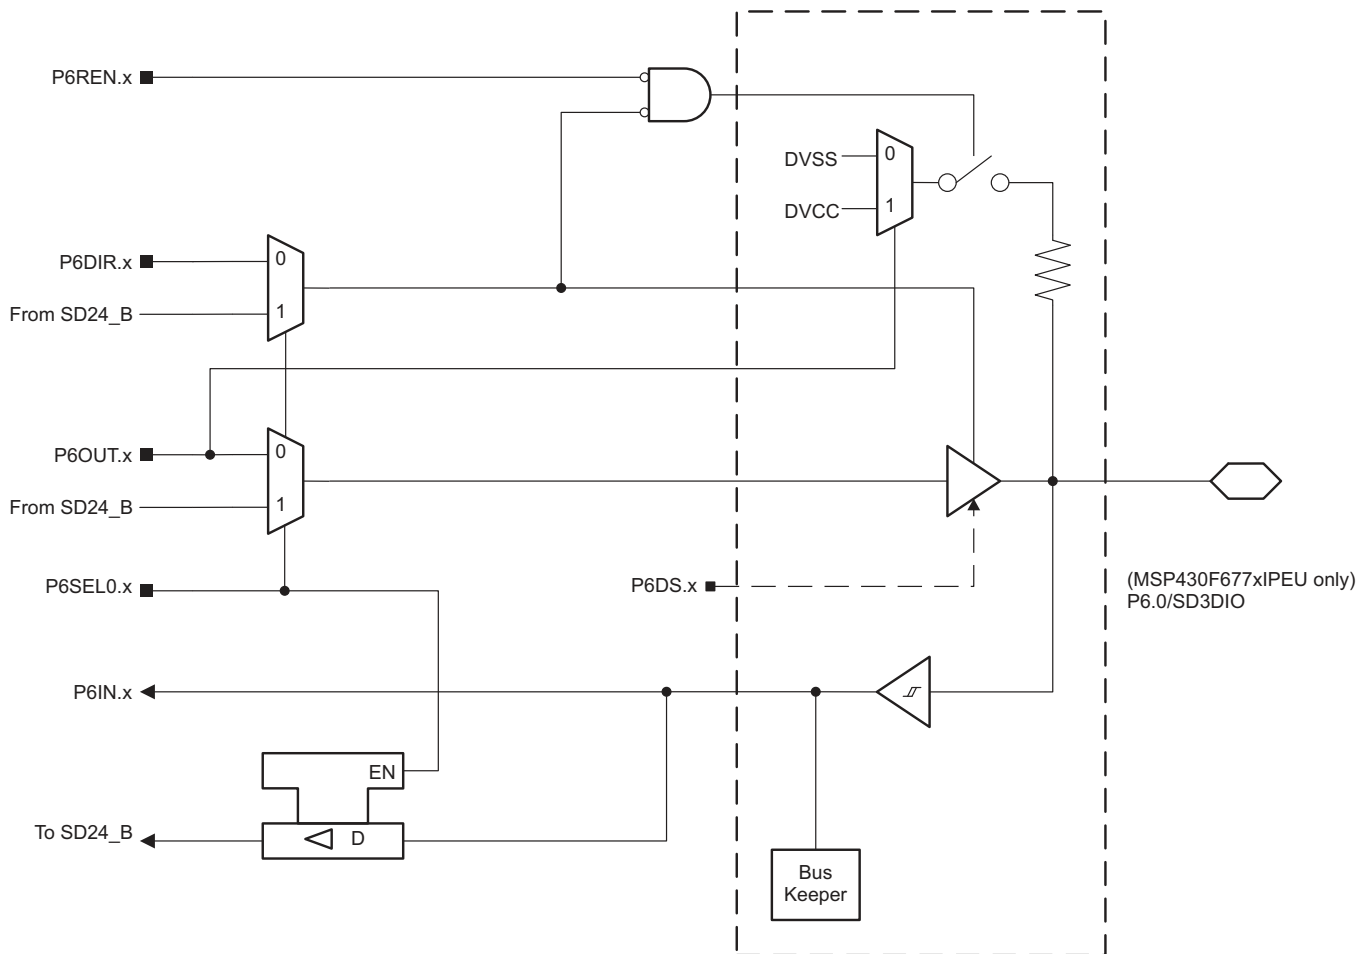 P6REN.x
DVSS
0
DVCC
1
P6DIR.x
0
From SD24_B
1
P6OUT.x
0
From SD24_B
1
P6SEL0.x
P6DS.x
(MSP430F677xIPEU only)
P6.0/SD3DIO
P6IN.x
EN
To SD24_B
D
Bus
Keeper